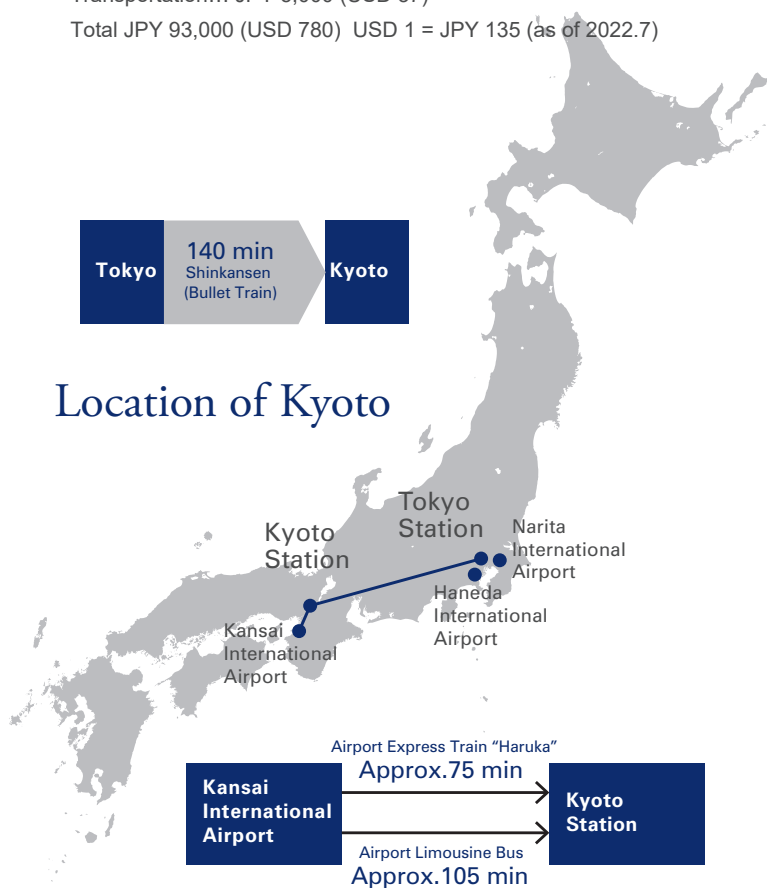 Total JPY 93,000 (USD 780) USD 1 = JPY 135 (as of 2022.7)
Tokyo
140 min
Shinkansen
(Bullet Train)
Kyoto
Location of Kyoto
Tokyo
Station
Kyoto
Station
Narita
International
Airport
Haneda
International
Airport
Kansai
International
Airport
Airport Express Train “Haruka”
Approx.75 min
Kansai
International
Airport
Kyoto
Station
Airport Limousine Bus
Approx.105 min